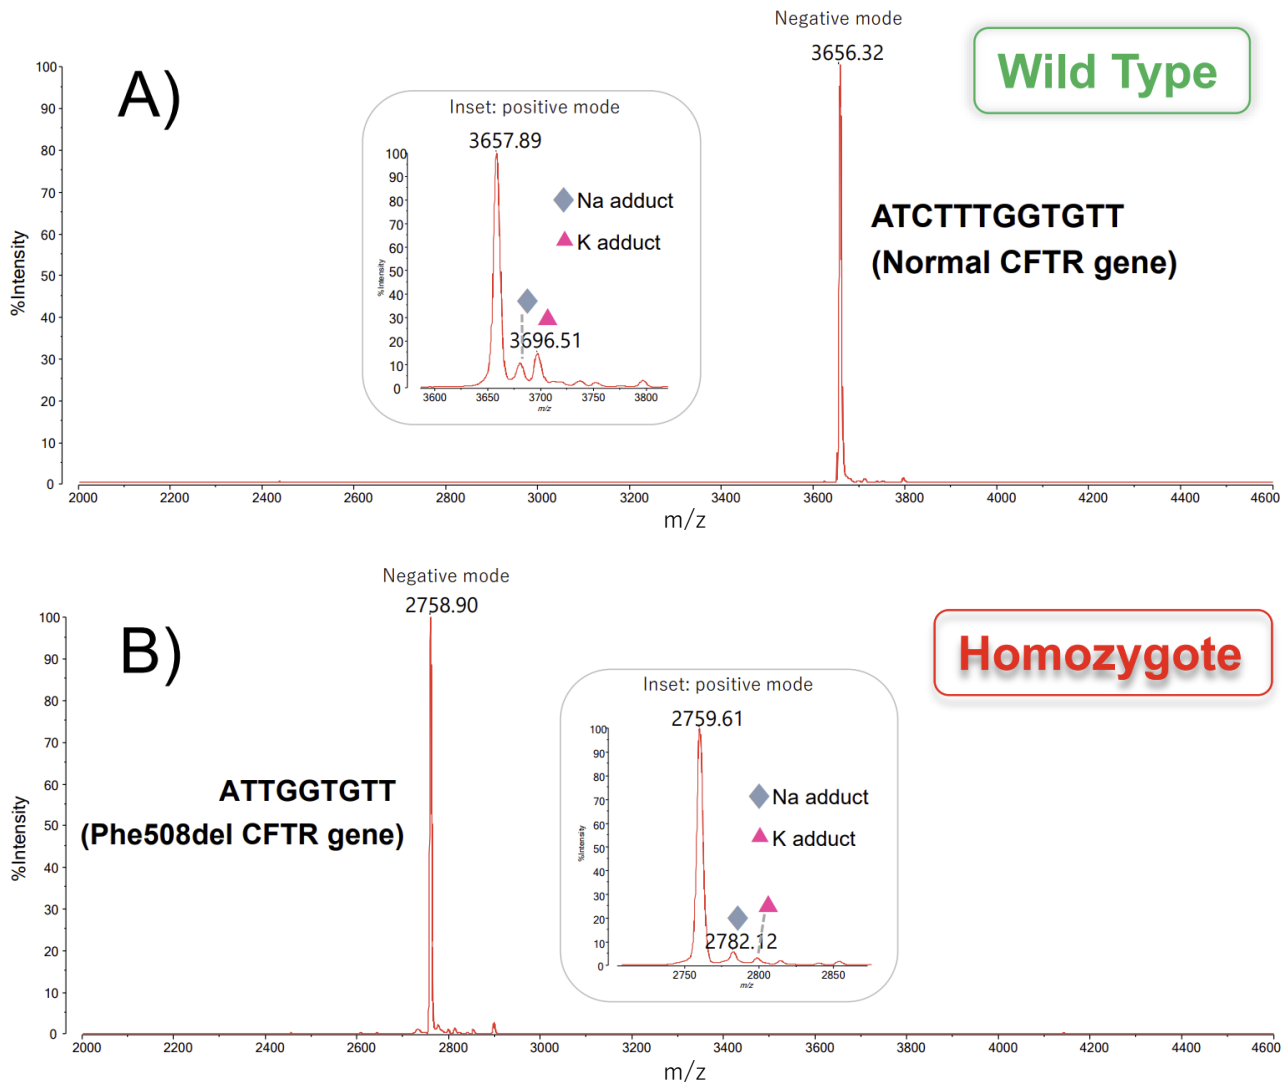 Negative mode
3656.32
Wild Type
A)
Inset: positive mode
3657.89
Na adduct
K adduct
3696.51
%Intensity
100
90
80
70
60
50
40
30
20
10
0
3600 3650 3700 3750 3800
m/z
ATCTTTGGTGTT
(Normal CFTR gene)
%Intensity
100
90
80
70
60
50
40
30
20
10
0
2000 2200 2400 2600 2800 3000 3200 3400 3600 3800 4000 4200 4400 4600
m/z
Negative mode
2758.90
Homozygote
B)
Inset: positive mode
2759.61
Na adduct
K adduct
2782.12
%Intensity
100
90
80
70
60
50
40
30
20
10
0
2750 2800 2850
m/z
ATTGGTGTT
(Phe508del CFTR gene)
%Intensity
100
90
80
70
60
50
40
30
20
10
0
2000 2200 2400 2600 2800 3000 3200 3400 3600 3800 4000 4200 4400 4600
m/z